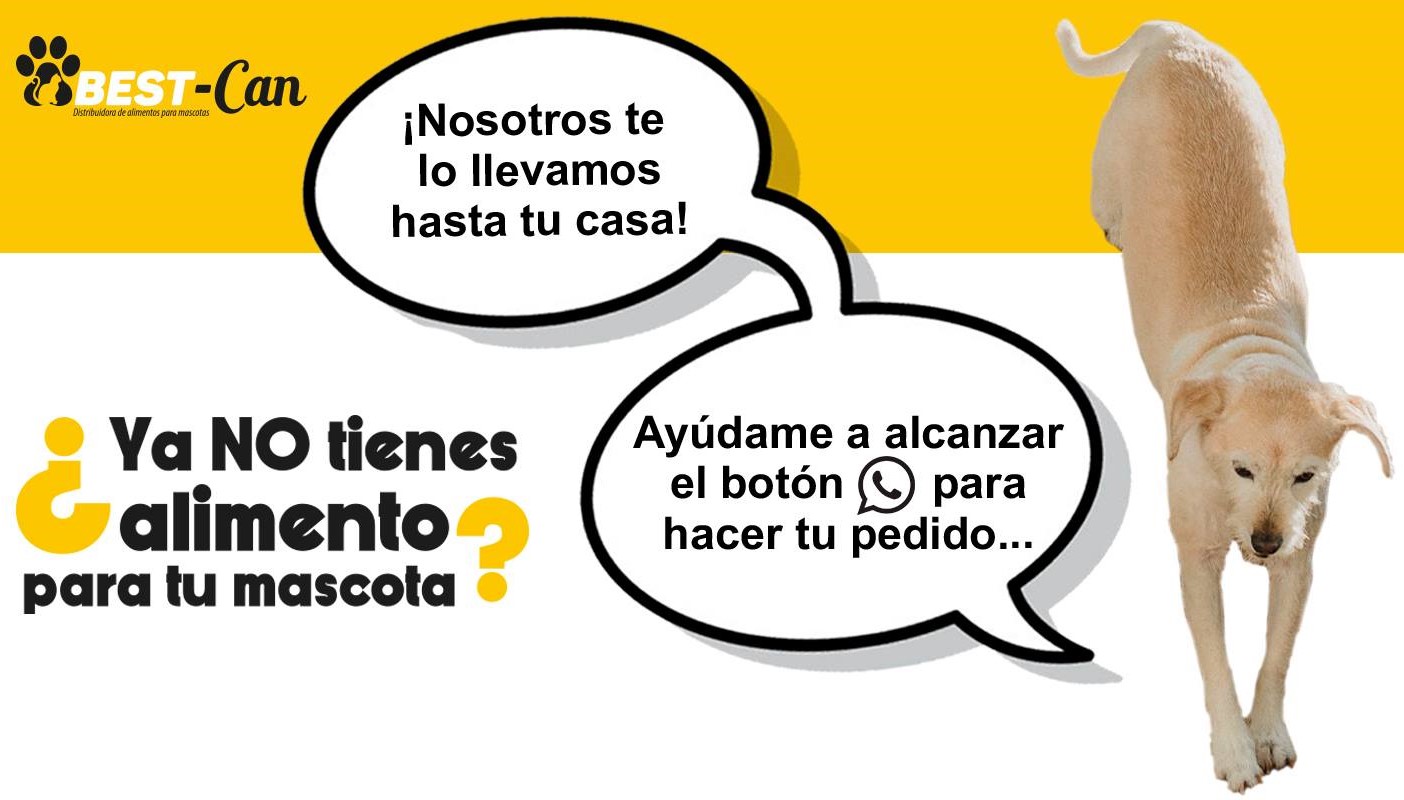 BEST-Can
Distribuidora de alimentos para mascotas
¡Nosotros te
lo llevamos
hasta tu casa!
¿Ya NO tienes
alimento?
para tu mascota
Ayúdame a alcanzar
el botón para
hacer tu pedido...